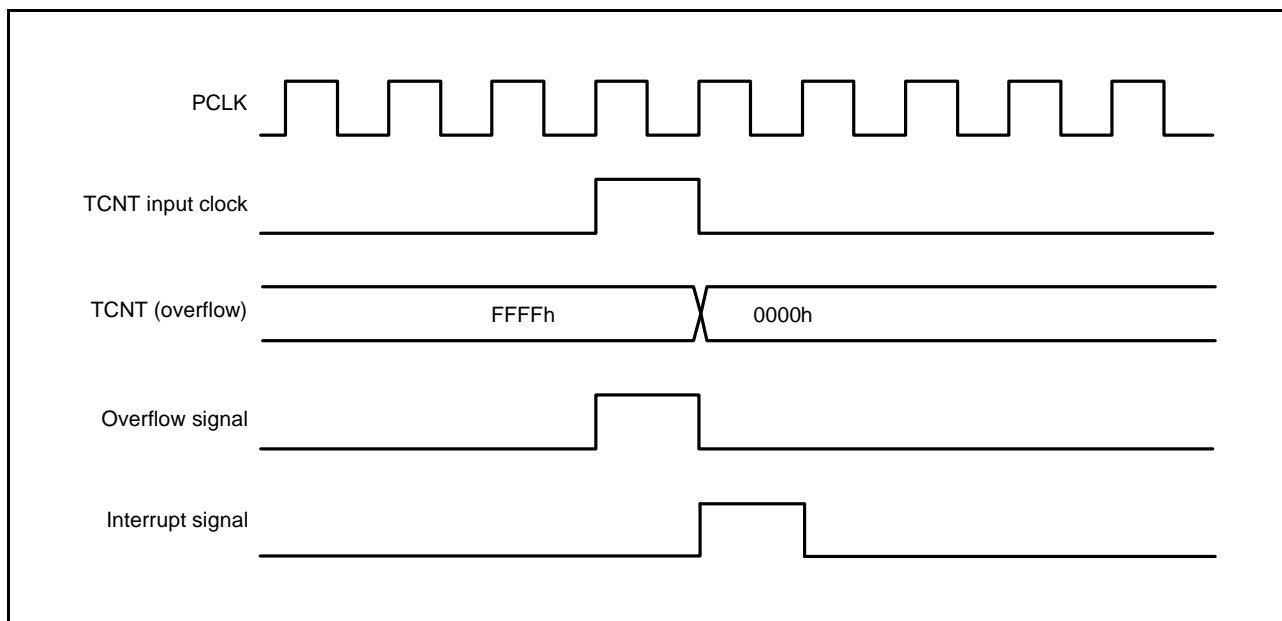 PCLK
TCNT input clock
TCNT (overflow)
FFFFh 0000h
Overflow signal
Interrupt signal